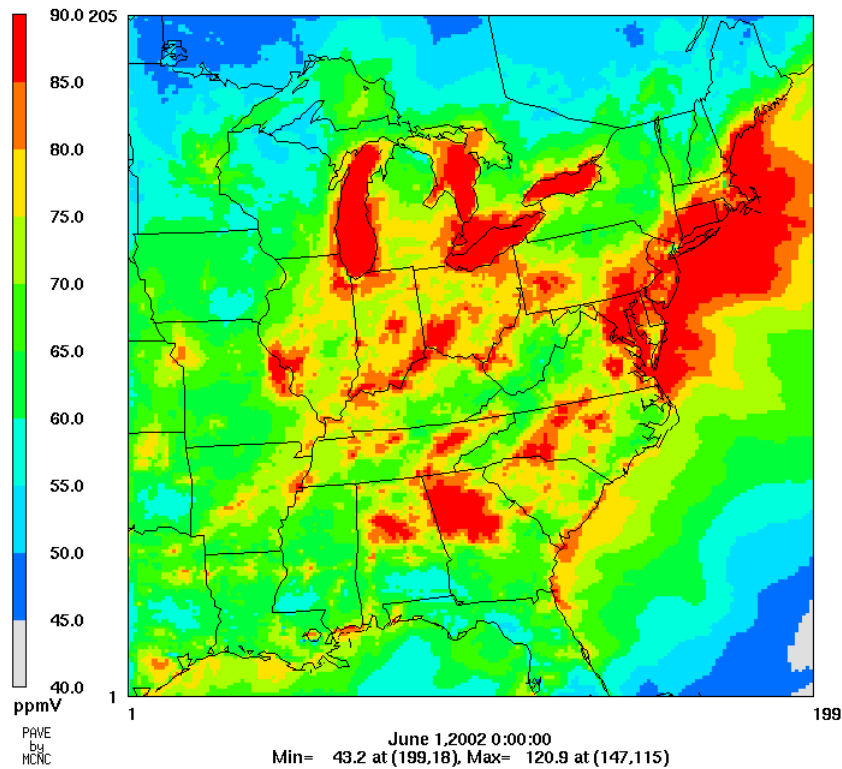 90.0
85.0
80.0
75.0
70.0
65.0
60.0
55.0
50.0
45.0
40.0
ppmV
PAVE
by
MCNC
205
1
1 199
June 1,2002 0:00:00
Min= 43.2 at (199,18), Max= 120.9 at (147,115)